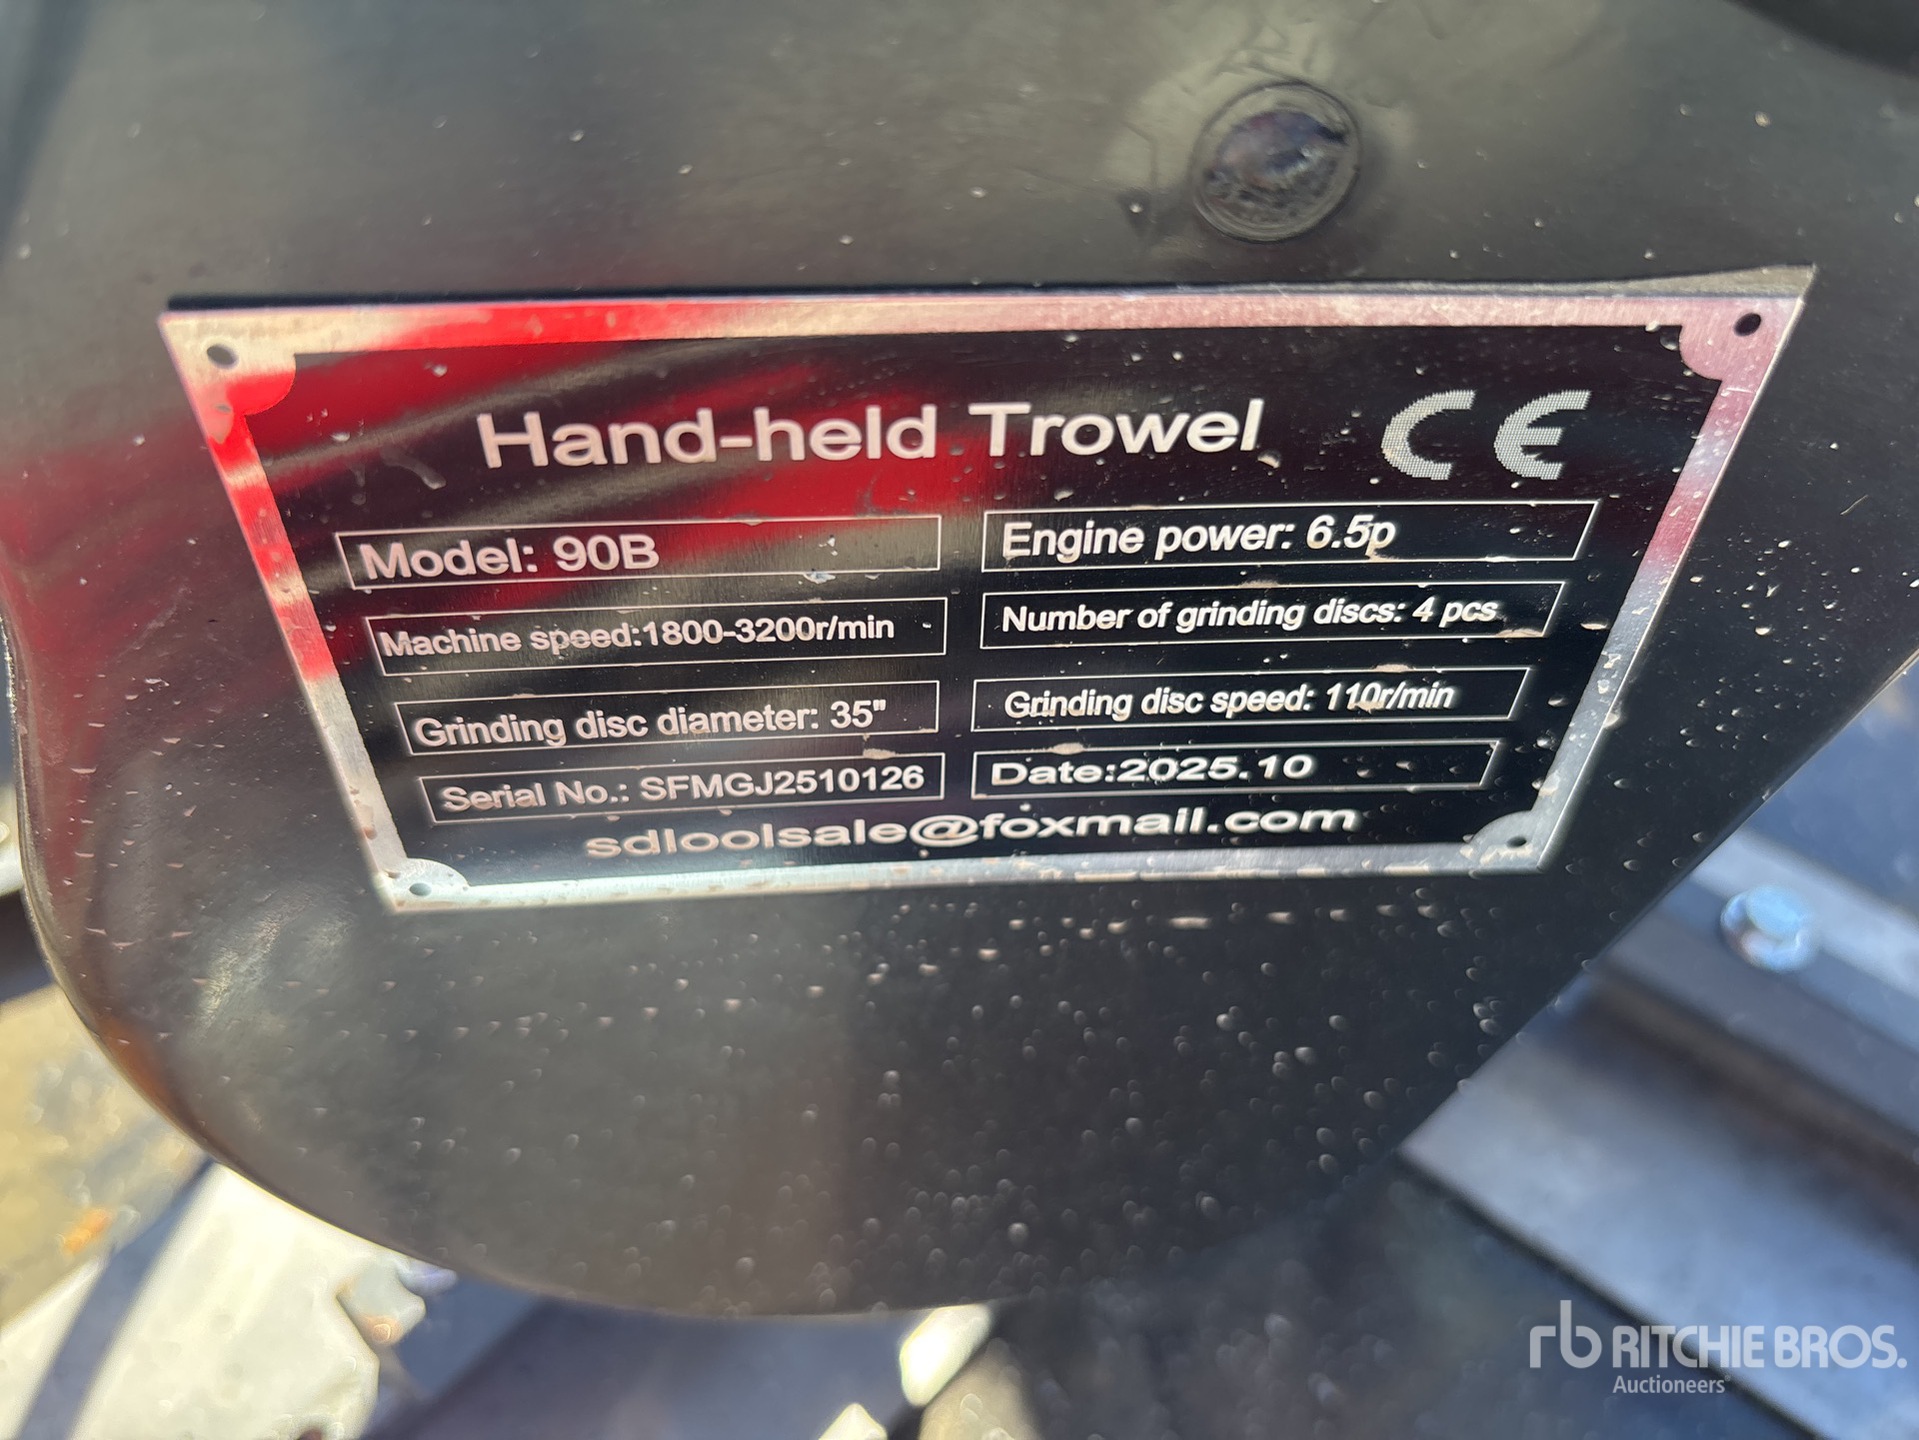 Hand-held Trowel CE
Model: 90B
Engine power: 6.5p
Machine speed:1800-3200r/min
Number of grinding discs: 4 pcs
Grinding disc diameter: 35"
Grinding disc speed: 110r/min
Serial No.: SFMGJ2510126
Date:2025.10
sdloolsale@foxmail.com
rb RITCHIE BROS.
Auctioneers